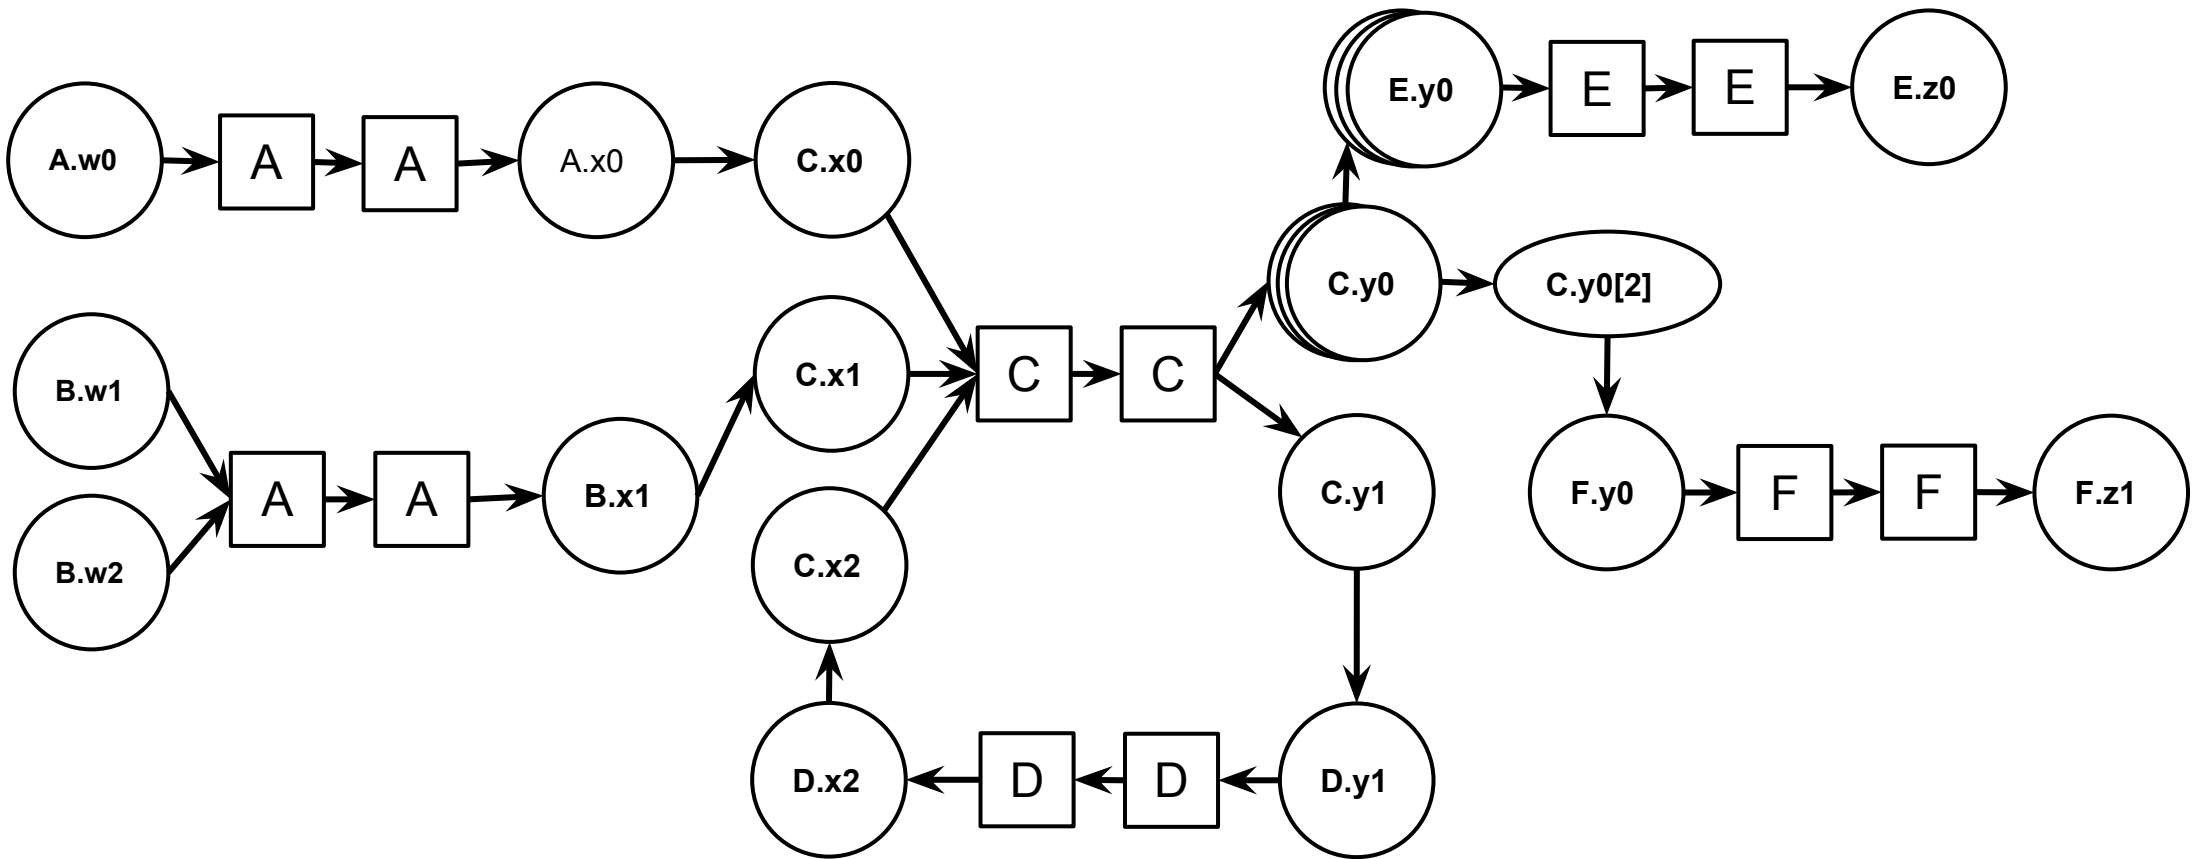 E.y0
E
E
E.z0
A.w0
A
A
A.x0
C.x0
C.y0
C.y0[2]
B.w1
C.x1
C
C
B.w2
A
A
B.x1
C.x2
C.y1
F.y0
F
F
F.z1
D.x2
D
D
D.y1